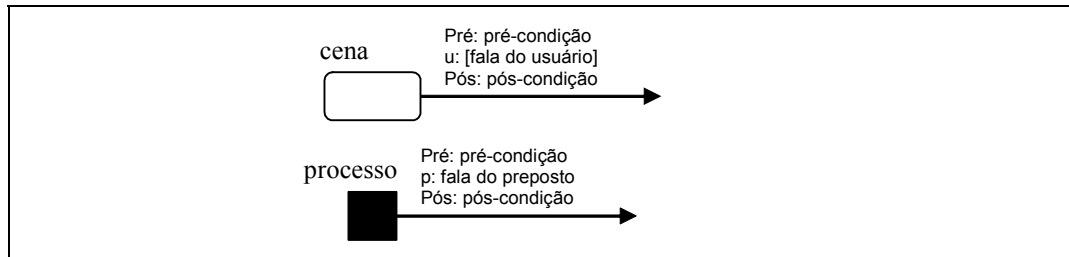 cena
Pré: pré-condição
u: [fala do usuário]
Pós: pós-condição
processo
Pré: pré-condição
p: fala do preposto
Pós: pós-condição